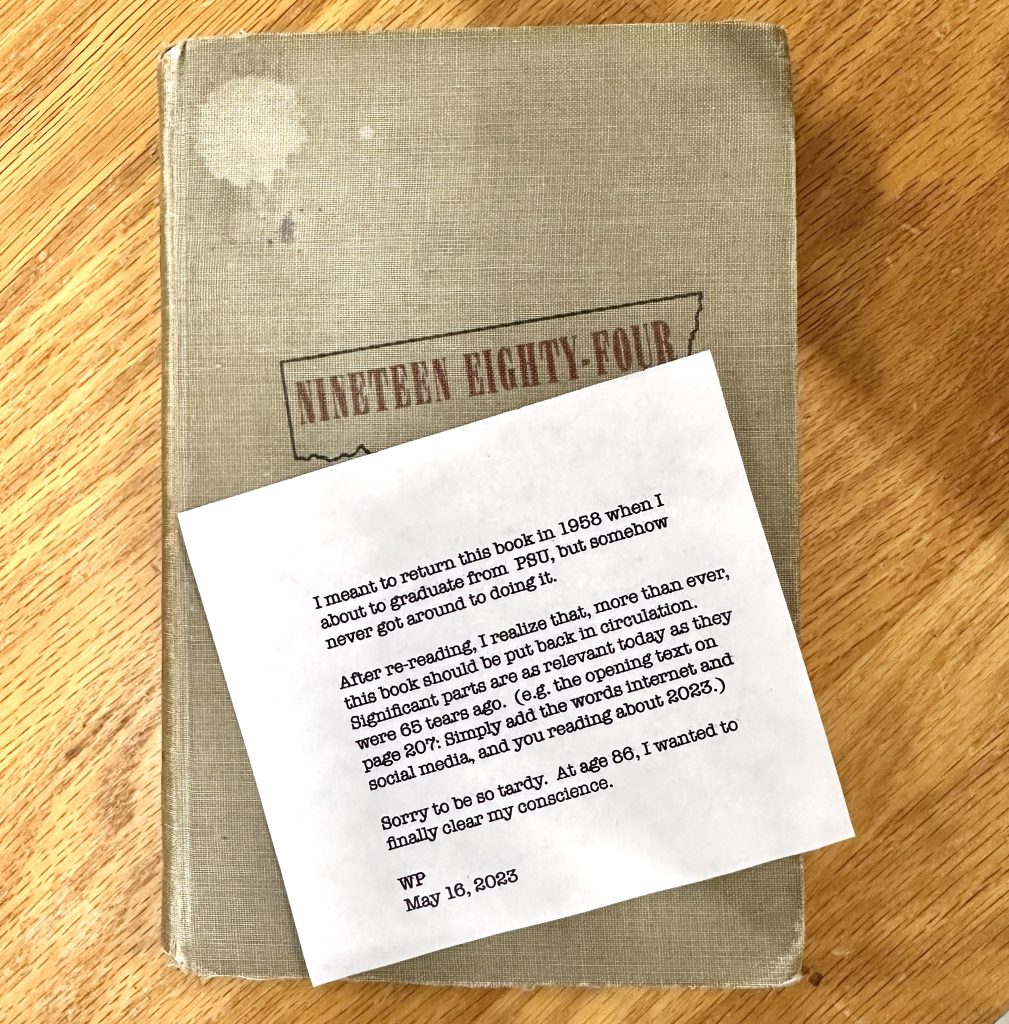 NINETEEN EIGHTY-FOUR
I meant to return this book in 1958 when I
about to graduate from  PSU, but somehow
never got around to doing it.
After re-reading, I realize that, more than ever,
this book should be put back in circulation.
Significant parts are as relevant today as they
were 65 tears ago.  (e.g. the opening text on
page 207: Simply add the words internet and
social media, and you reading about 2023.)
Sorry to be so tardy.  At age 86, I wanted to
finally clear my conscience.
WP
May 16, 2023